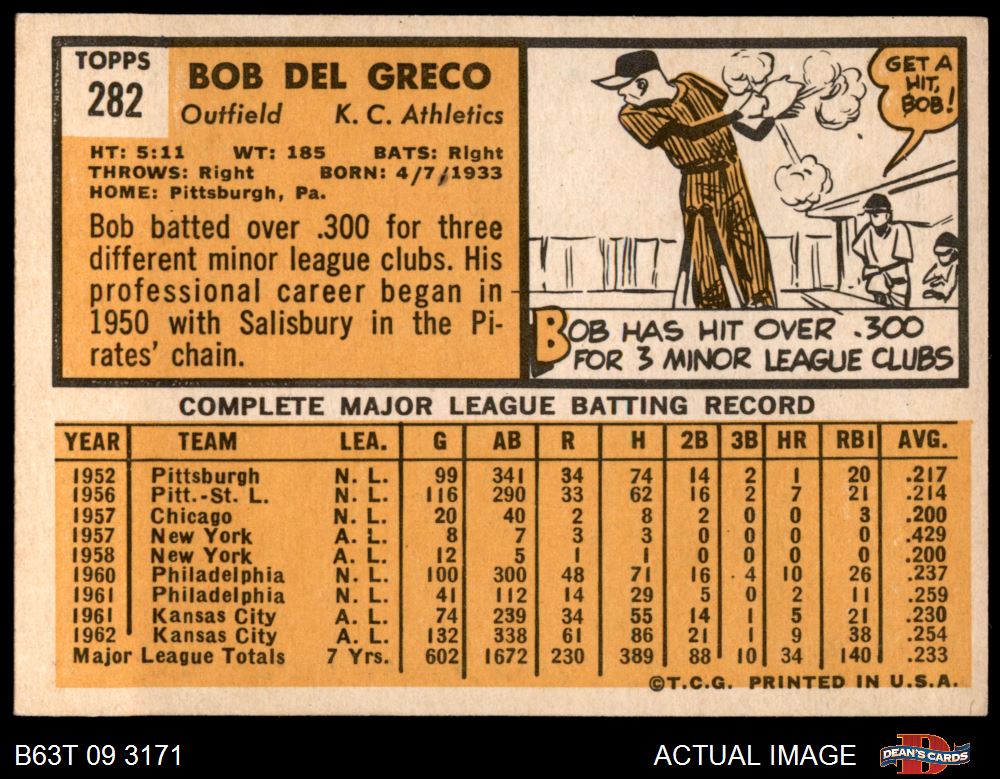 TOPPS
282
BOB DEL GRECO
Outfield K. C. Athletics
HT: 5:11 WT: 185 BATS: Right
THROWS: Right BORN: 4/7/1933
HOME: Pittsburgh, Pa.
Bob batted over .300 for three
different minor league clubs. His
professional career began in
1950 with Salisbury in the Pi-
rates' chain.
GET A
HIT,
BOB!
BOB HAS HIT OVER .300
FOR 3 MINOR LEAGUE CLUBS
COMPLETE MAJOR LEAGUE BATTING RECORD
YEAR TEAM LEA. G AB R H 2B 3B HR RBI AVG.
1952 Pittsburgh N. L. 99 341 34 74 14 2 1 20 .217
1956 Pitt.-St. L. N. L. 116 290 33 62 16 2 7 21 .214
1957 Chicago N. L. 20 40 2 8 2 0 0 3 .200
1957 New York A. L. 8 7 3 3 0 0 0 0 .429
1958 New York A. L. 12 5 1 1 0 0 0 0 .200
1960 Philadelphia N. L. 100 300 48 71 16 4 10 26 .237
1961 Philadelphia N. L. 41 112 14 29 5 0 2 11 .259
1961 Kansas City A. L. 74 239 34 55 14 1 5 21 .230
1962 Kansas City A. L. 132 338 61 86 21 1 9 38 .254
Major League Totals 7 Yrs. 602 1672 230 389 88 10 34 140 .233
©T.C.G. PRINTED IN U.S.A.
B63T 09 3171 ACTUAL IMAGE DEAN'S CARDS